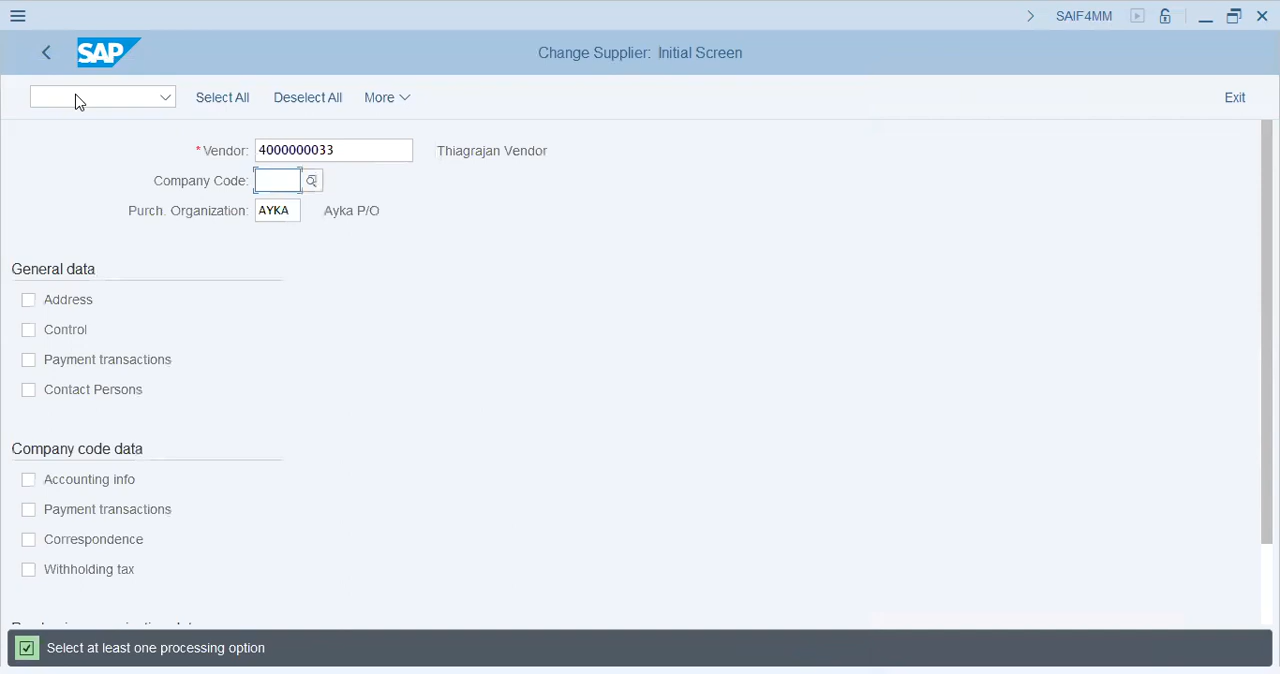 SAIF4MM
SAP
Change Supplier: Initial Screen
Select All
Deselect All
More
Exit
* Vendor: 4000000033 Thiagrajan Vendor
Company Code:
Purch. Organization: AYKA Ayka P/O
General data
Address
Control
Payment transactions
Contact Persons
Company code data
Accounting info
Payment transactions
Correspondence
Withholding tax
Select at least one processing option